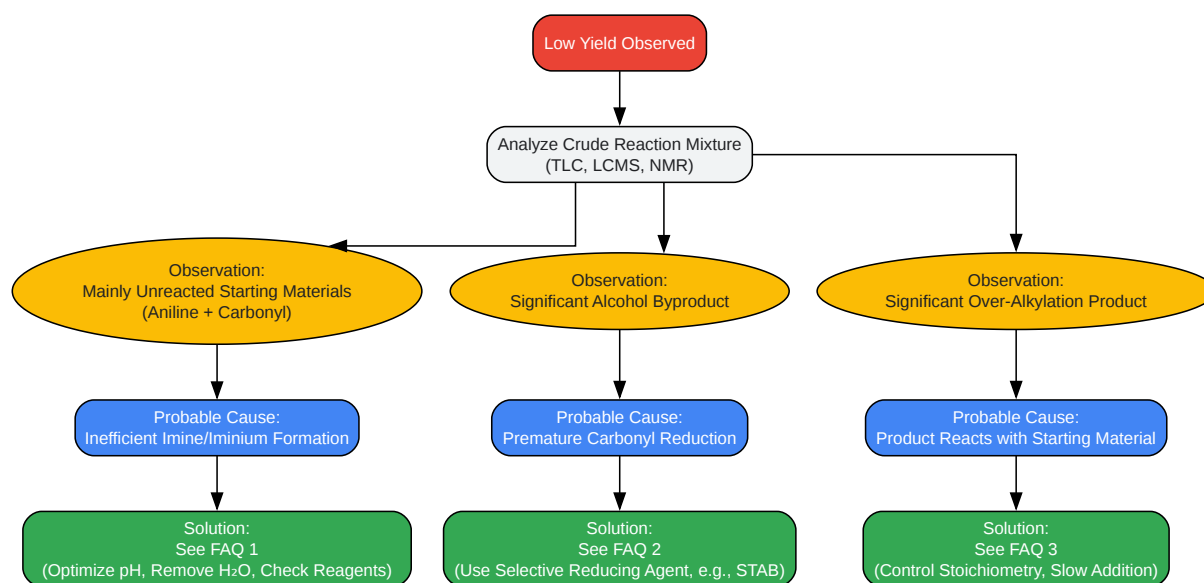 Low Yield Observed
Analyze Crude Reaction Mixture
(TLC, LCMS, NMR)
Observation:
Mainly Unreacted Starting Materials
(Aniline + Carbonyl)
Observation:
Significant Alcohol Byproduct
Observation:
Significant Over-Alkylation Product
Probable Cause:
Inefficient Imine/Iminium Formation
Probable Cause:
Premature Carbonyl Reduction
Probable Cause:
Product Reacts with Starting Material
Solution:
See FAQ 1
(Optimize pH, Remove H₂O, Check Reagents)
Solution:
See FAQ 2
(Use Selective Reducing Agent, e.g., STAB)
Solution:
See FAQ 3
(Control Stoichiometry, Slow Addition)